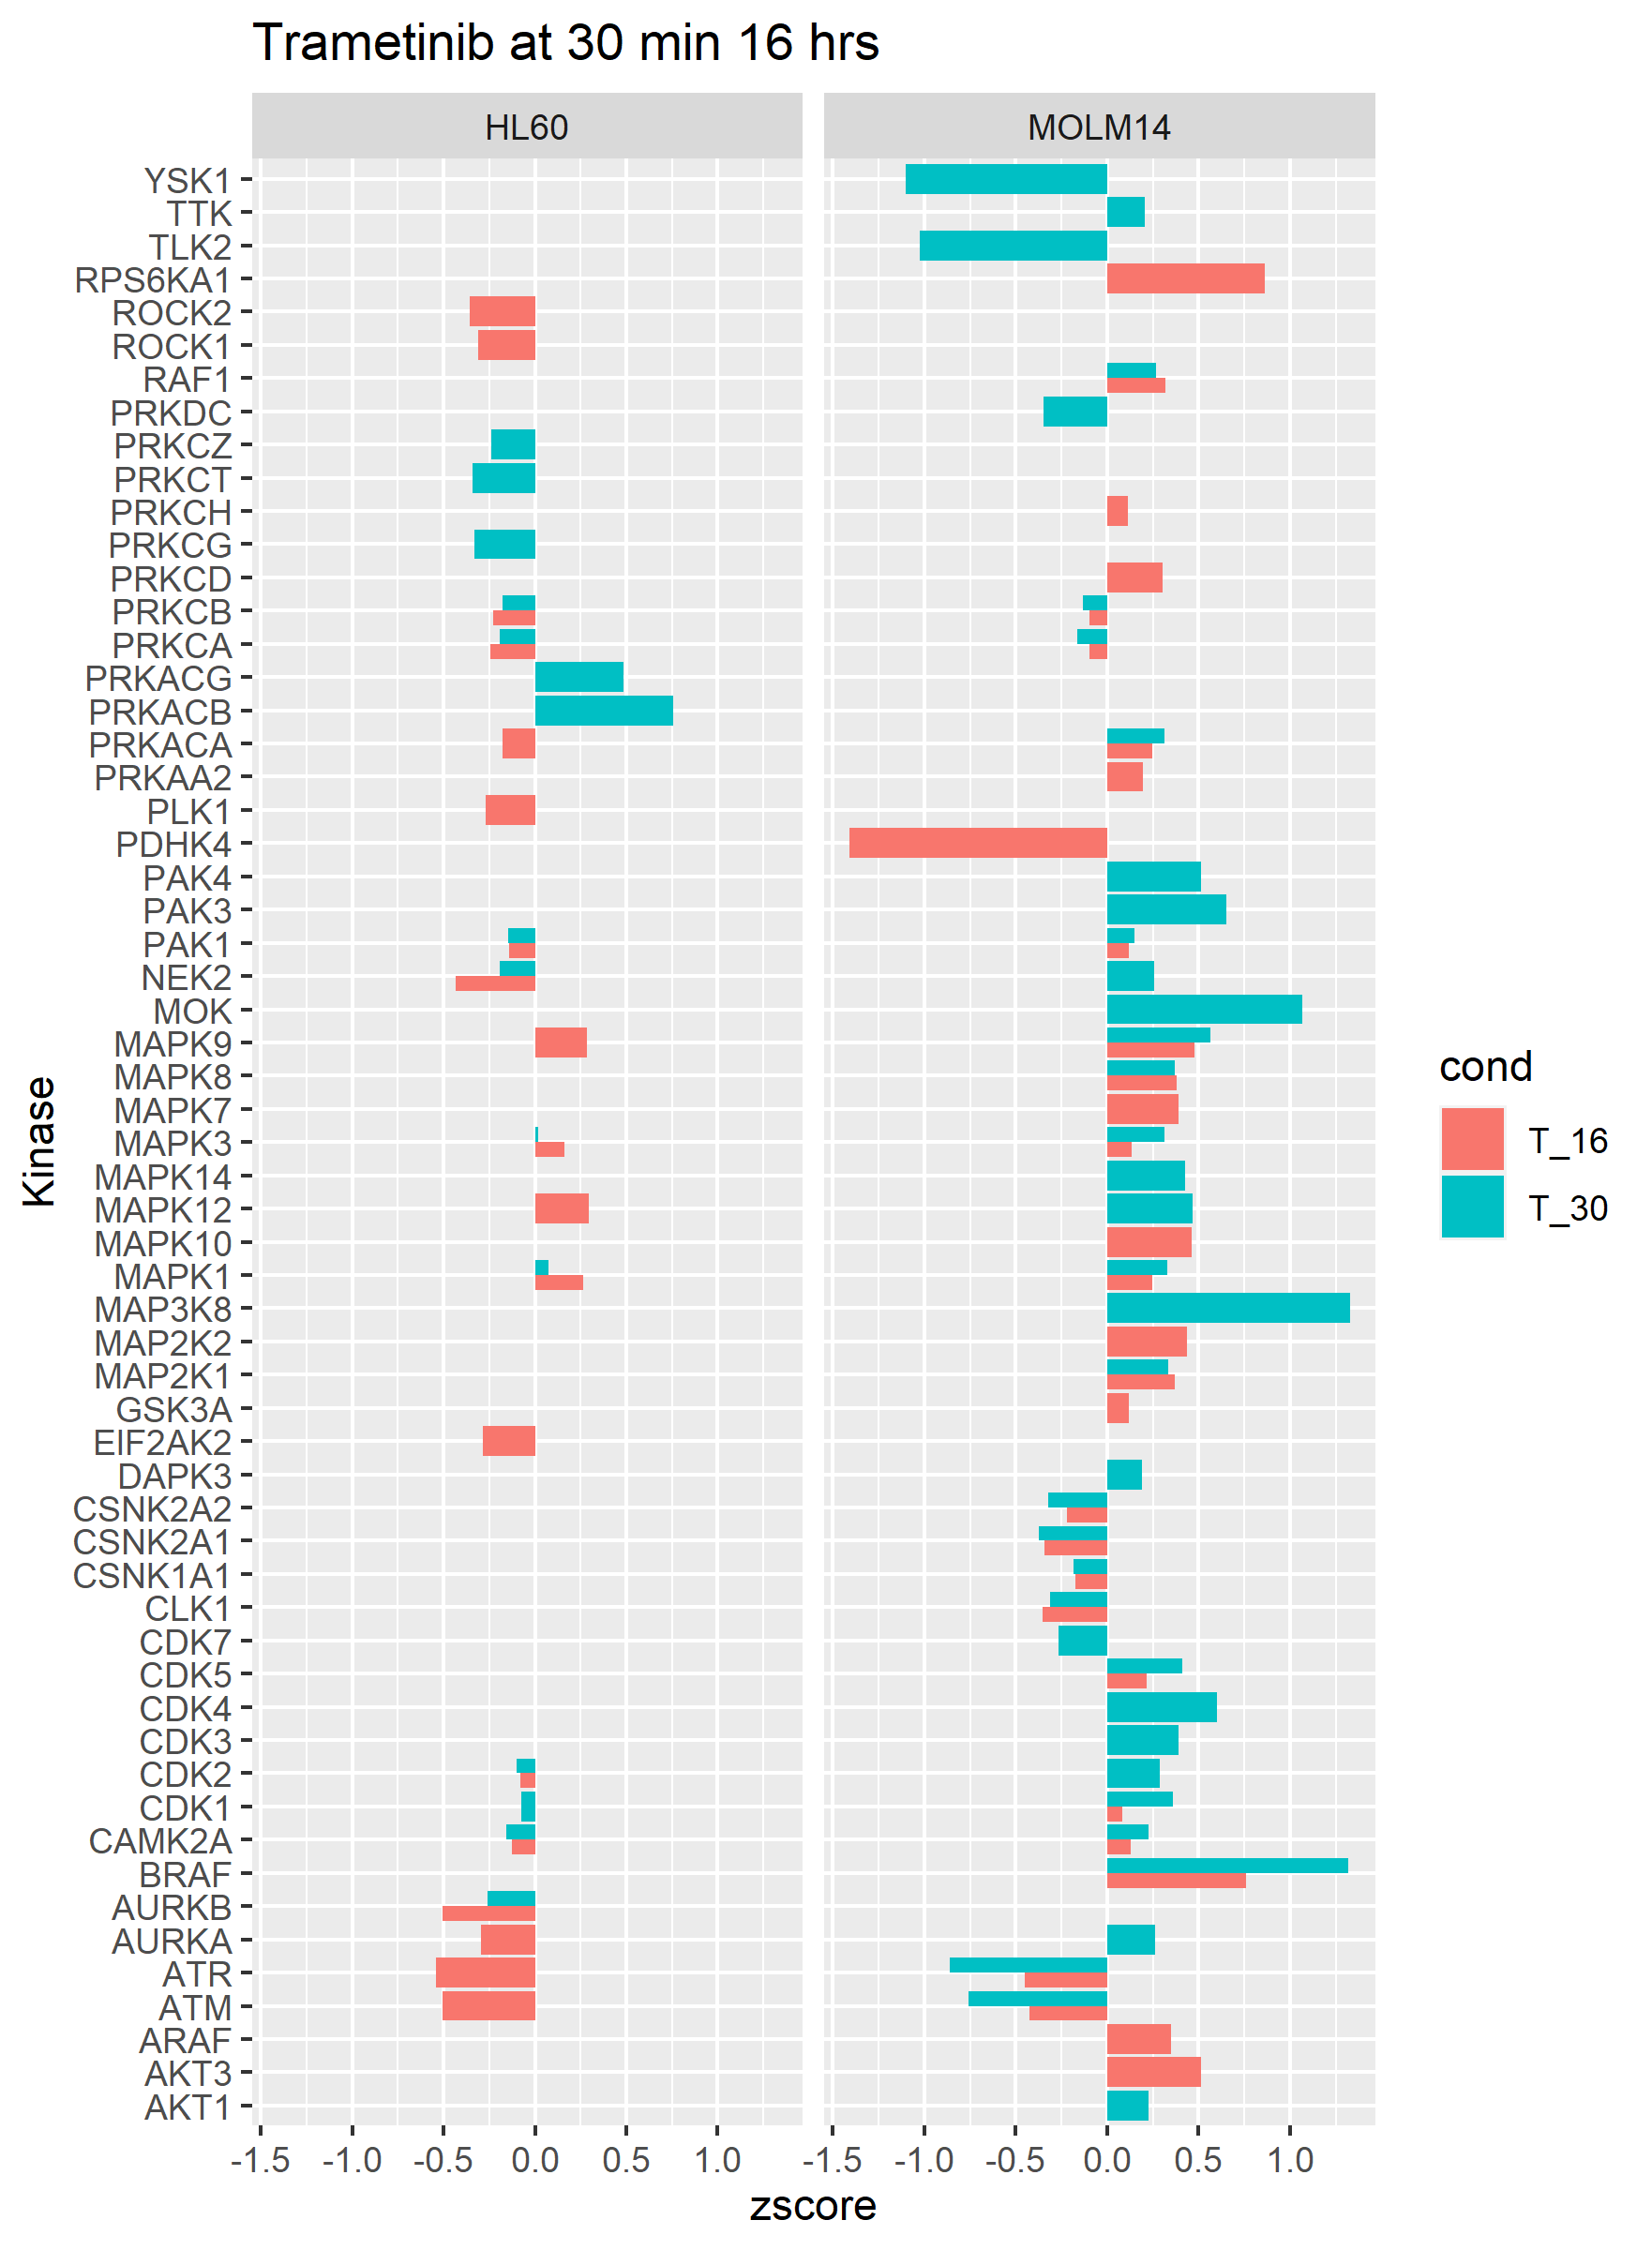 Trametinib at 30 min 16 hrs
HL60
MOLM14
YSK1
TTK
TLK2
RPS6KA1
ROCK2
ROCK1
RAF1
PRKDC
PRKCZ
PRKCT
PRKCH
PRKCG
PRKCD
PRKCB
PRKCA
PRKACG
PRKACB
PRKACA
PRKAA2
PLK1
PDHK4
PAK4
PAK3
PAK1
NEK2
MOK
MAPK9
MAPK8
MAPK7
MAPK3
MAPK14
MAPK12
MAPK10
MAPK1
MAP3K8
MAP2K2
MAP2K1
GSK3A
EIF2AK2
DAPK3
CSNK2A2
CSNK2A1
CSNK1A1
CLK1
CDK7
CDK5
CDK4
CDK3
CDK2
CDK1
CAMK2A
BRAF
AURKB
AURKA
ATR
ATM
ARAF
AKT3
AKT1
Kinase
-1.5 -1.0 -0.5 0.0 0.5 1.0
-1.5 -1.0 -0.5 0.0 0.5 1.0
zscore
cond
T_16
T_30